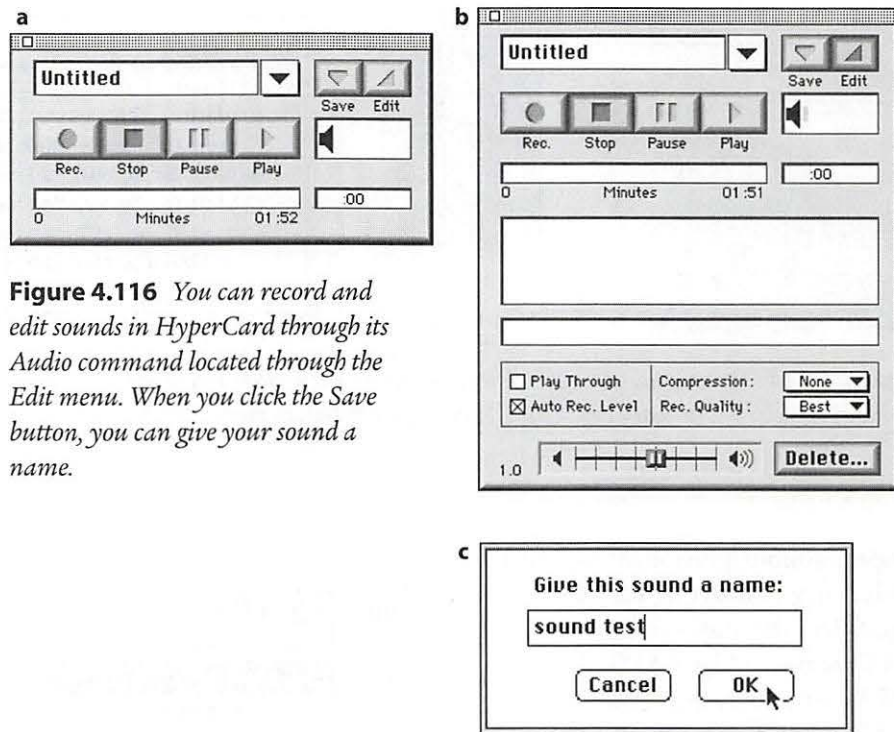 a
Untitled
Save Edit
Rec. Stop Pause Play
:00
0 Minutes 01:52
Figure 4.116 You can record and
edit sounds in HyperCard through its
Audio command located through the
Edit menu. When you click the Save
button, you can give your sound a
name.
b
Untitled
Save Edit
Rec. Stop Pause Play
:00
0 Minutes 01:51
Play Through Compression: None
Auto Rec. Level Rec. Quality: Best
1.0 Delete...
c
Give this sound a name:
sound test
Cancel OK